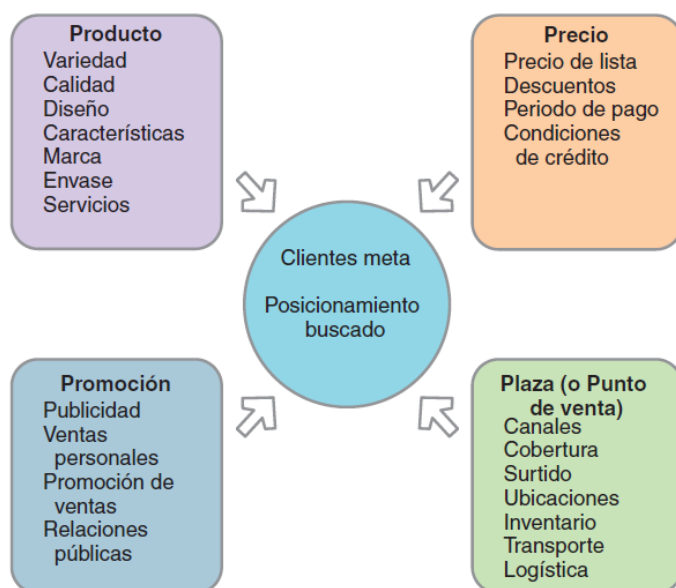 Producto
Variedad
Calidad
Diseño
Características
Marca
Envase
Servicios
Precio
Precio de lista
Descuentos
Periodo de pago
Condiciones
de crédito
Clientes meta
Posicionamiento
buscado
Promoción
Publicidad
Ventas
personales
Promoción de
ventas
Relaciones
públicas
Plaza (o Punto
de venta)
Canales
Cobertura
Surtido
Ubicaciones
Inventario
Transporte
Logística